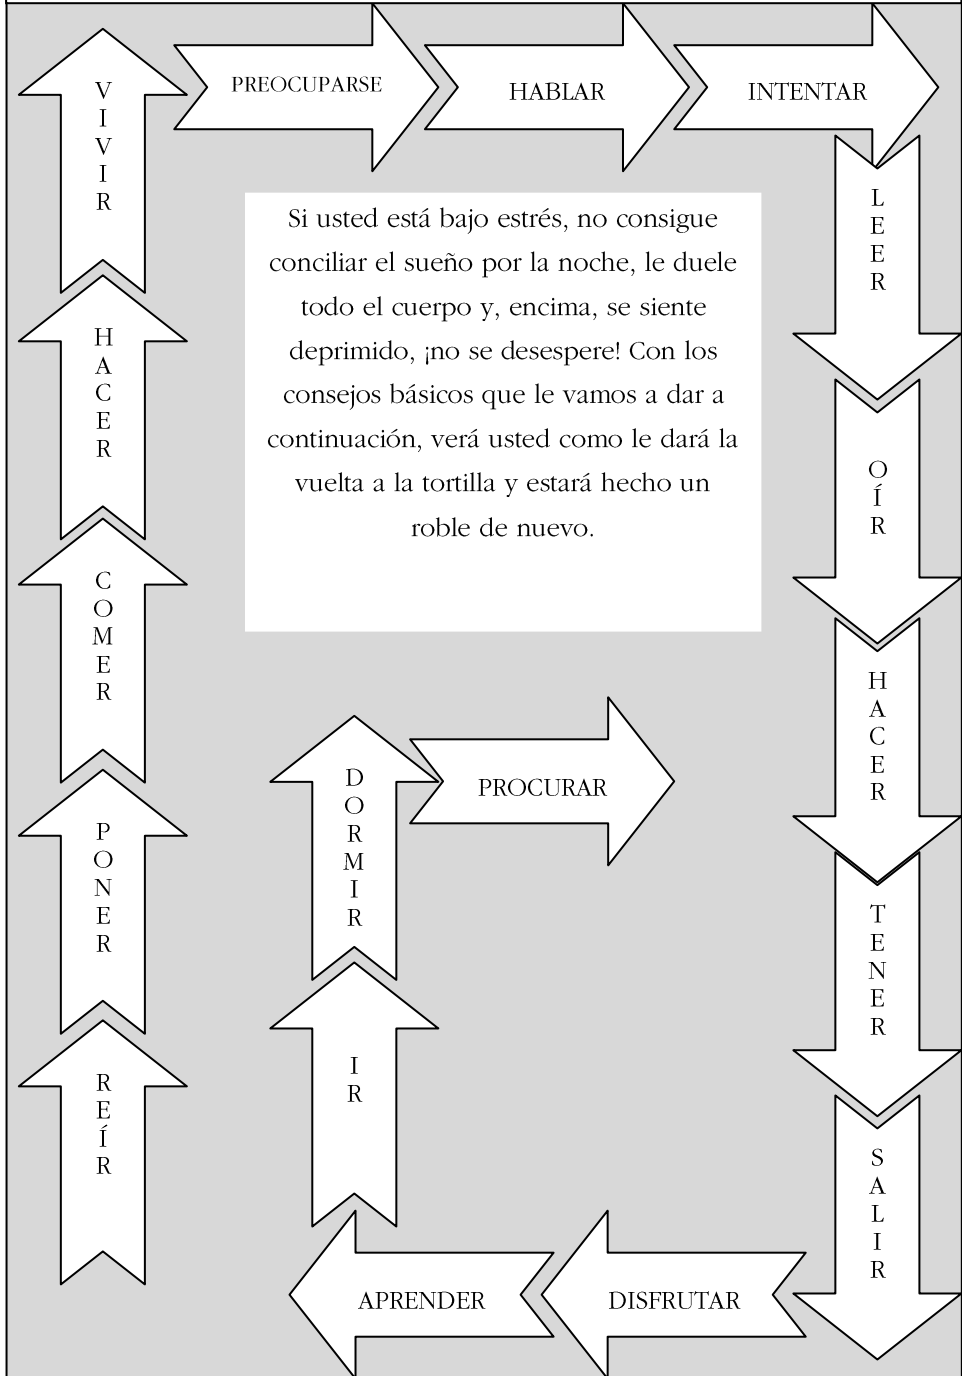 PREOCUPARSE
HABLAR
INTENTAR
VIVIR
HACER
COMER
PONER
REÍR
Si usted está bajo estrés, no consigue
conciliar el sueño por la noche, le duele
todo el cuerpo y, encima, se siente
deprimido, ¡no se desespere! Con los
consejos básicos que le vamos a dar a
continuación, verá usted como le dará la
vuelta a la tortilla y estará hecho un
roble de nuevo.
LEER
OÍR
HACER
TENER
SALIR
DISFRUTAR
APRENDER
IR
DORMIR
PROCURAR